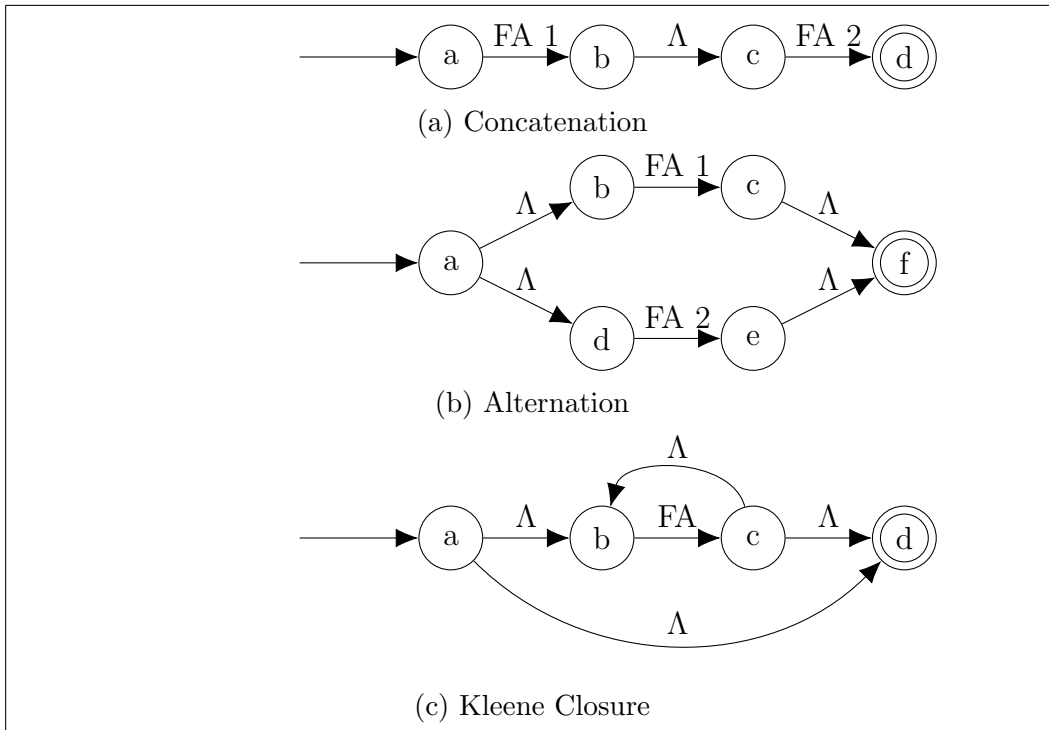 a FA 1 b Λ c FA 2 d
(a) Concatenation
b FA 1 c
Λ Λ
a f
Λ Λ
d FA 2 e
(b) Alternation
Λ
a Λ b FA c Λ d
Λ
(c) Kleene Closure